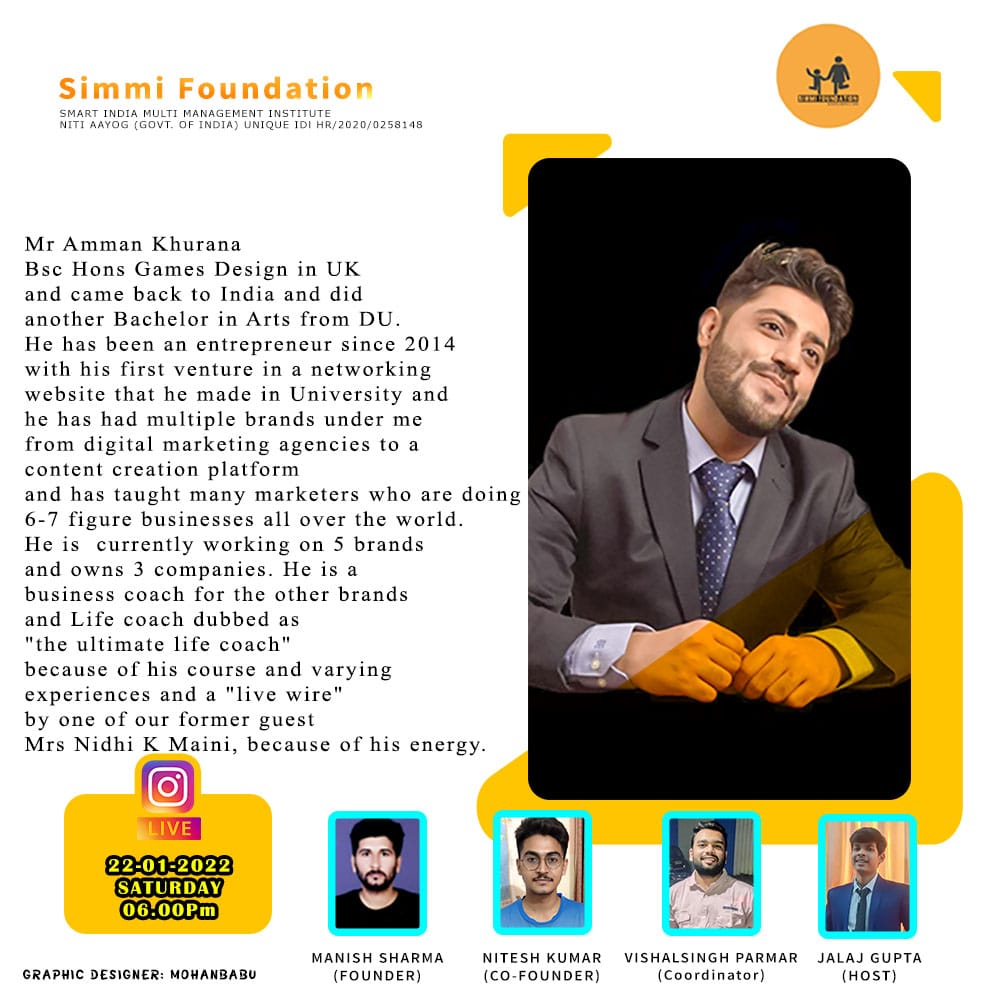 Simmi Foundation
SMART INDIA MULTI MANAGEMENT INSTITUTE
NITI AAYOG (GOVT. OF INDIA) UNIQUE IDI HR/2020/0258148
SIMMI FOUNDATION
Mr Amman Khurana
Bsc Hons Games Design in UK
and came back to India and did
another Bachelor in Arts from DU.
He has been an entrepreneur since 2014
with his first venture in a networking
website that he made in University and
he has had multiple brands under me
from digital marketing agencies to a
content creation platform
and has taught many marketers who are doing
6-7 figure businesses all over the world.
He is  currently working on 5 brands
and owns 3 companies. He is a
business coach for the other brands
and Life coach dubbed as
"the ultimate life coach"
because of his course and varying
experiences and a "live wire"
by one of our former guest
Mrs Nidhi K Maini, because of his energy.
LIVE
22-01-2022
SATURDAY
06.00Pm
MANISH SHARMA
(FOUNDER)
NITESH KUMAR
(CO-FOUNDER)
VISHALSINGH PARMAR
(Coordinator)
JALAJ GUPTA
(HOST)
GRAPHIC DESIGNER: MOHANBABU